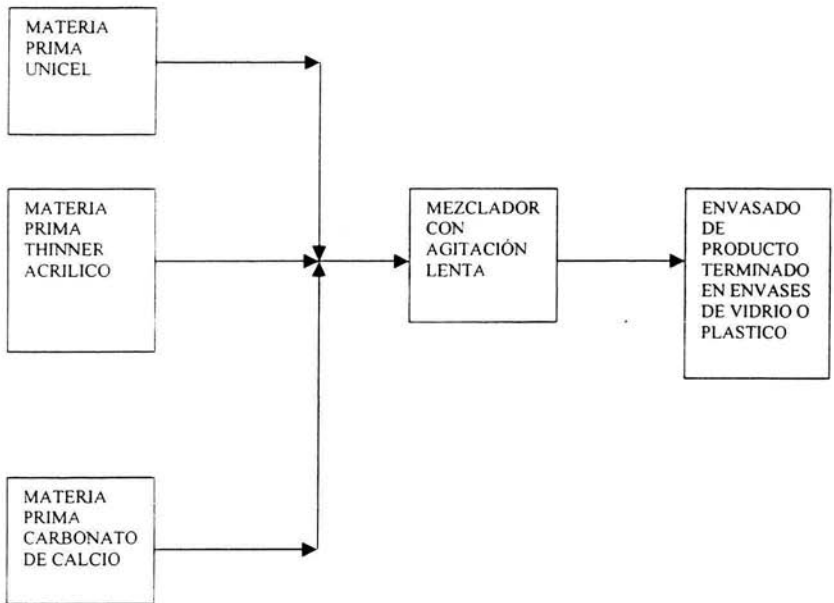 MATERIA
PRIMA
UNICEL
MATERIA
PRIMA
THINNER
ACRILICO
MEZCLADOR
CON
AGITACIÓN
LENTA
ENVASADO
DE
PRODUCTO
TERMINADO
EN ENVASES
DE VIDRIO O
PLASTICO
MATERIA
PRIMA
CARBONATO
DE CALCIO